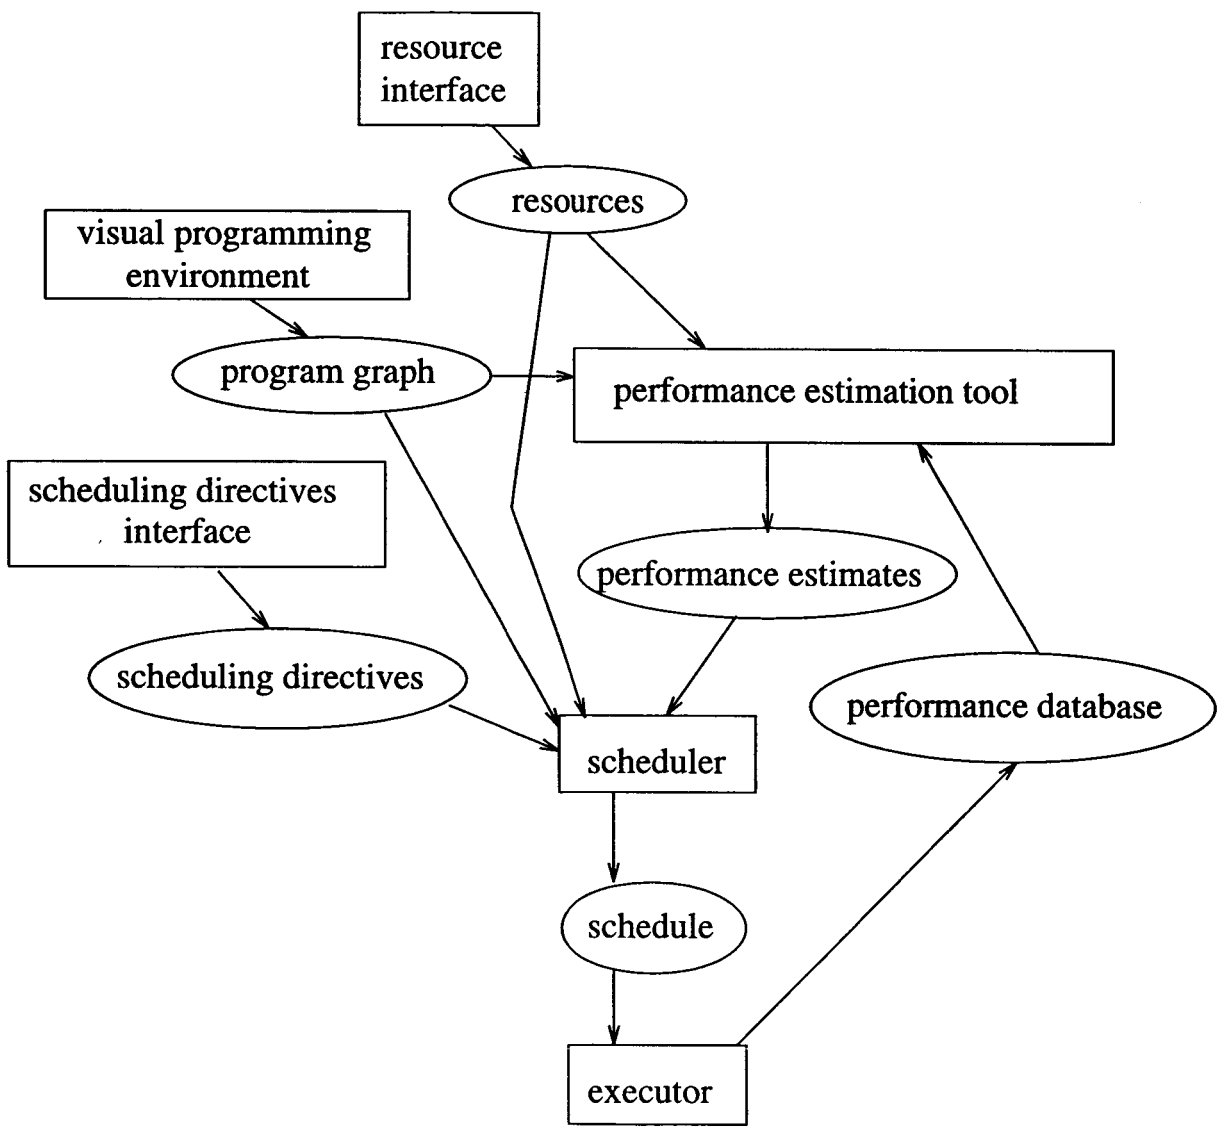 resource
interface
resources
visual programming
environment
program graph
performance estimation tool
scheduling directives
interface
performance estimates
scheduling directives
performance database
scheduler
schedule
executor